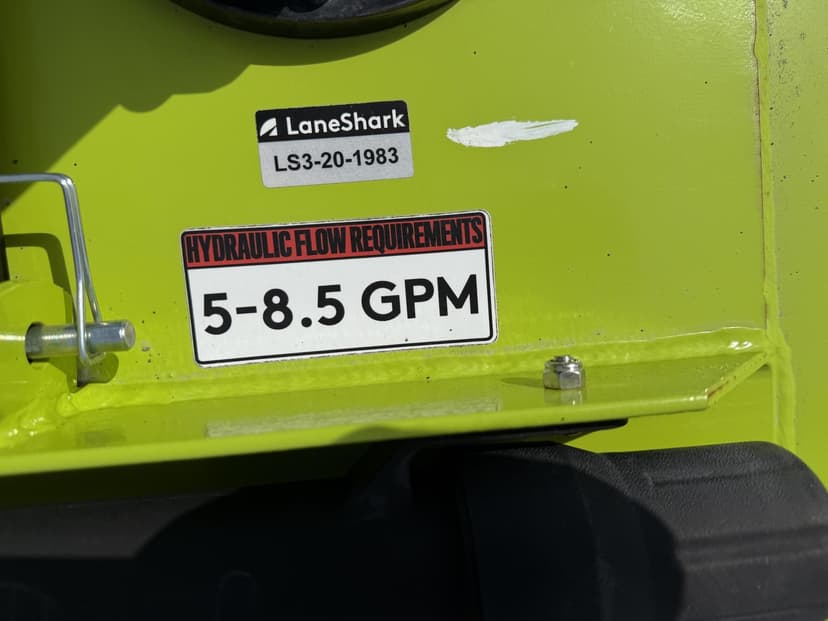 LaneShark
LS3-20-1983
HYDRAULIC FLOW REQUIREMENTS
5-8.5 GPM